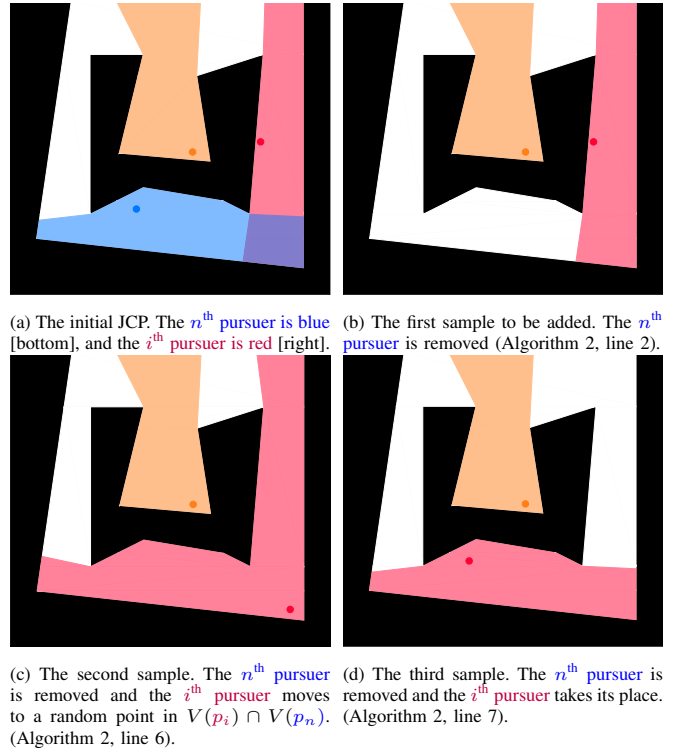 (a) The initial JCP. The nth pursuer is blue
[bottom], and the ith pursuer is red [right].
(b) The first sample to be added. The nth
pursuer is removed (Algorithm 2, line 2).
(c) The second sample. The nth pursuer
is removed and the ith pursuer moves
to a random point in V(pi) ∩ V(pn).
(Algorithm 2, line 6).
(d) The third sample. The nth pursuer is
removed and the ith pursuer takes its place.
(Algorithm 2, line 7).